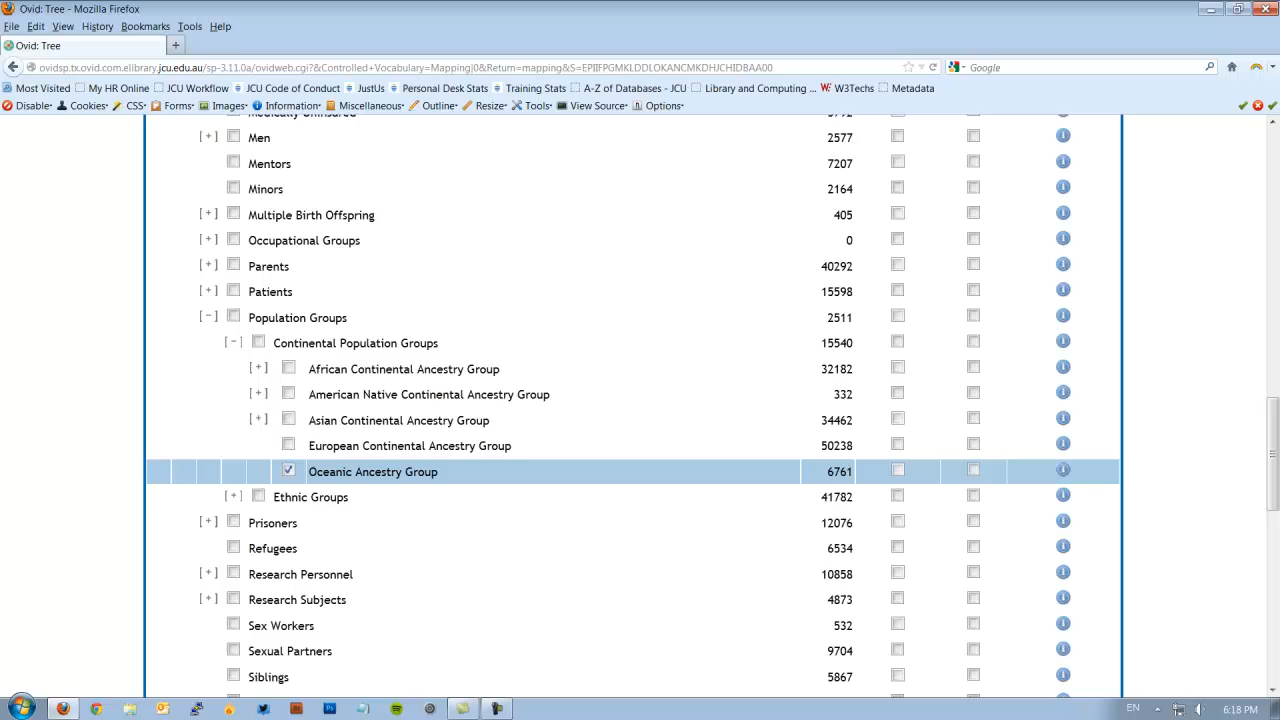 Ovid: Tree - Mozilla Firefox
File Edit View History Bookmarks Tools Help
Ovid: Tree +
ovidsp.tx.ovid.com.elibrary.jcu.edu.au/sp-3.11.0a/ovidweb.cgi?&Controlled+Vocabulary=Mapping|0&Return=mapping&S=EPIIFPGMKLDDLOKANCMKDHJCHIDBAA00 Google
Most Visited My HR Online JCU Workflow JCU Code of Conduct JustUs Personal Desk Stats Training Stats A-Z of Databases - JCU Library and Computing ... W3Techs Metadata
Disable Cookies CSS Forms Images Information Miscellaneous Outline Resize Tools View Source Options
Medically Uninsured 5792
[+] Men 2577
Mentors 7207
Minors 2164
[+] Multiple Birth Offspring 405
[+] Occupational Groups 0
[+] Parents 40292
[+] Patients 15598
[-] Population Groups 2511
[-] Continental Population Groups 15540
[+] African Continental Ancestry Group 32182
[+] American Native Continental Ancestry Group 332
[+] Asian Continental Ancestry Group 34462
European Continental Ancestry Group 50238
Oceanic Ancestry Group 6761
[+] Ethnic Groups 41782
[+] Prisoners 12076
Refugees 6534
[+] Research Personnel 10858
[+] Research Subjects 4873
Sex Workers 532
Sexual Partners 9704
Siblings 5867
EN 6:18 PM